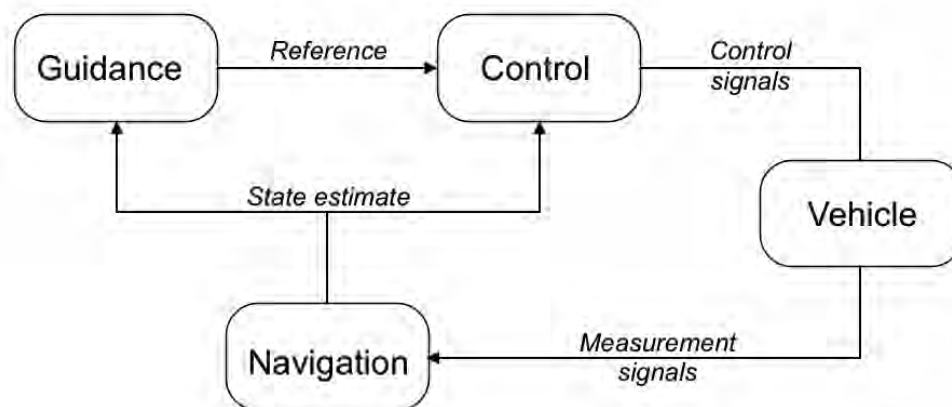 Guidance
Reference
Control
Control
signals
State estimate
Vehicle
Navigation
Measurement
signals